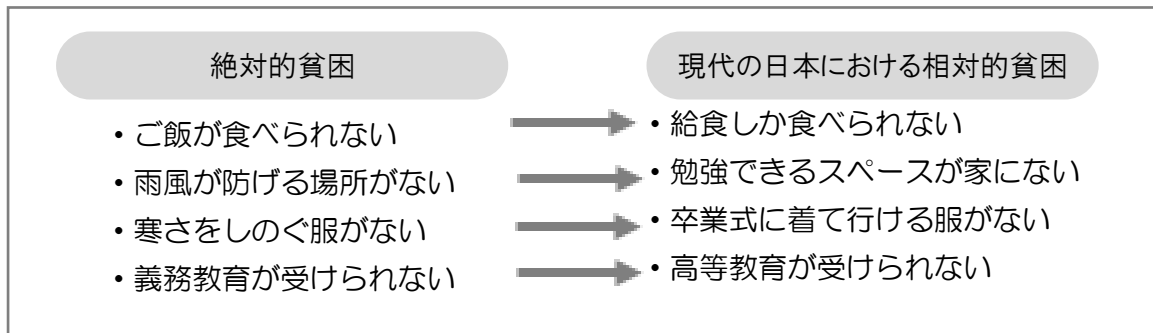 絶対的貧困
・ご飯が食べられない
・雨風が防げる場所がない
・寒さをしのぐ服がない
・義務教育が受けられない
現代の日本における相対的貧困
・給食しか食べられない
・勉強できるスペースが家にない
・卒業式に着て行ける服がない
・高等教育が受けられない